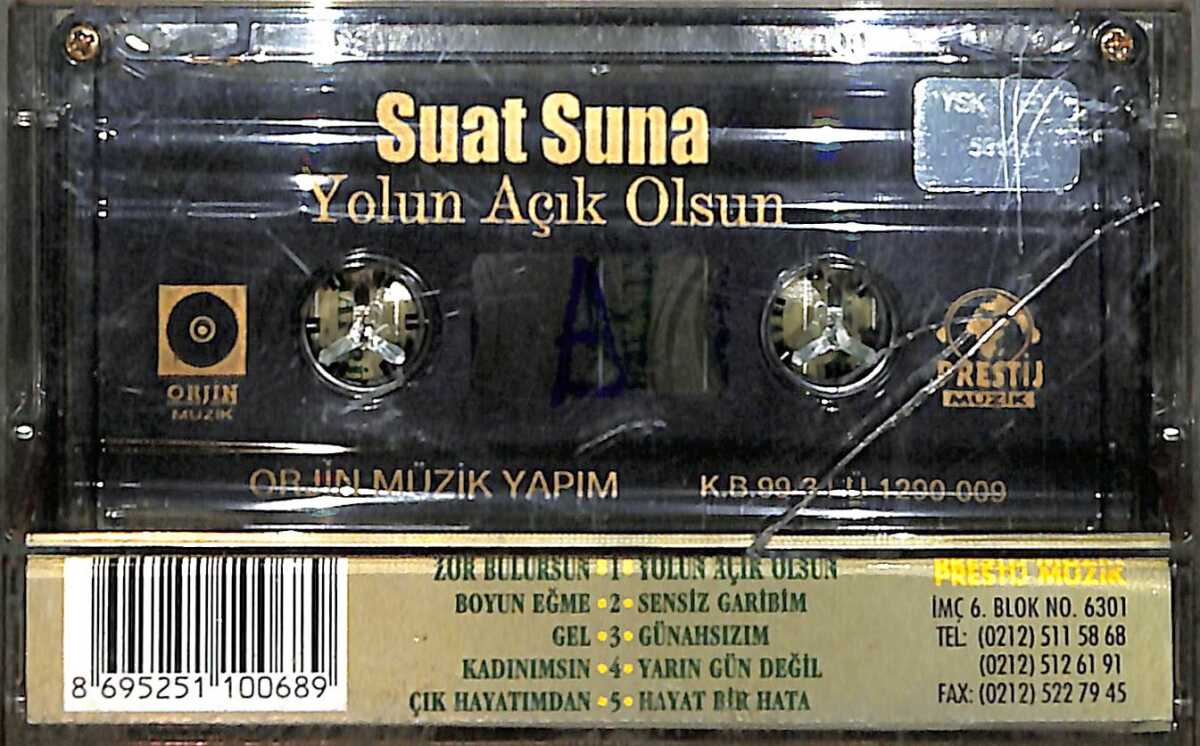 Suat Suna
YSK
Yolun Açık Olsun
A
ORJİN
MÜZİK
PRESTİJ
MÜZİK
ORJİN MÜZİK YAPIM
K.B.99 1290 009
ZOR BULURSUN • 1 • YOLUN AÇIK OLSUN
BOYUN EĞME • 2 • SENSİZ GARİBİM
GEL • 3 • GÜNAHSIZIM
KADINIMSIN • 4 • YARIN GÜN DEĞİL
ÇIK HAYATIMDAN • 5 • HAYAT BİR HATA
8 695251 100689
PRESTİJ MÜZİK
İMÇ 6. BLOK NO. 6301
TEL: (0212) 511 58 68
(0212) 512 61 91
FAX: (0212) 522 79 45